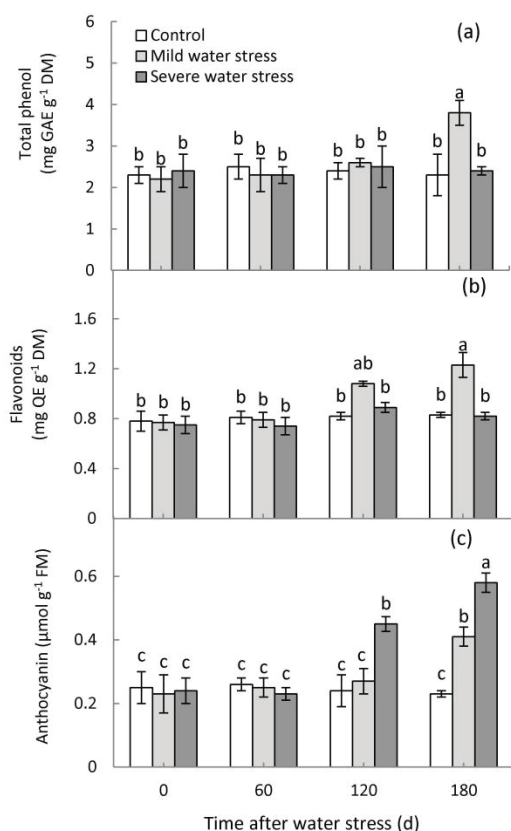 (a)
Control
Mild water stress
Severe water stress
Total phenol
(mg GAE g⁻¹ DM)
6
5
4
3
2
1
0
b b b
b b b
b b b
b a b
(b)
Flavonoids
(mg QE g⁻¹ DM)
1.6
1.2
0.8
0.4
0
b b b
b b b
b ab b
b a b
(c)
Anthocyanin (µmol g⁻¹ FM)
0.6
0.4
0.2
0
c c c
c c c
c c b
c b a
0 60 120 180
Time after water stress (d)